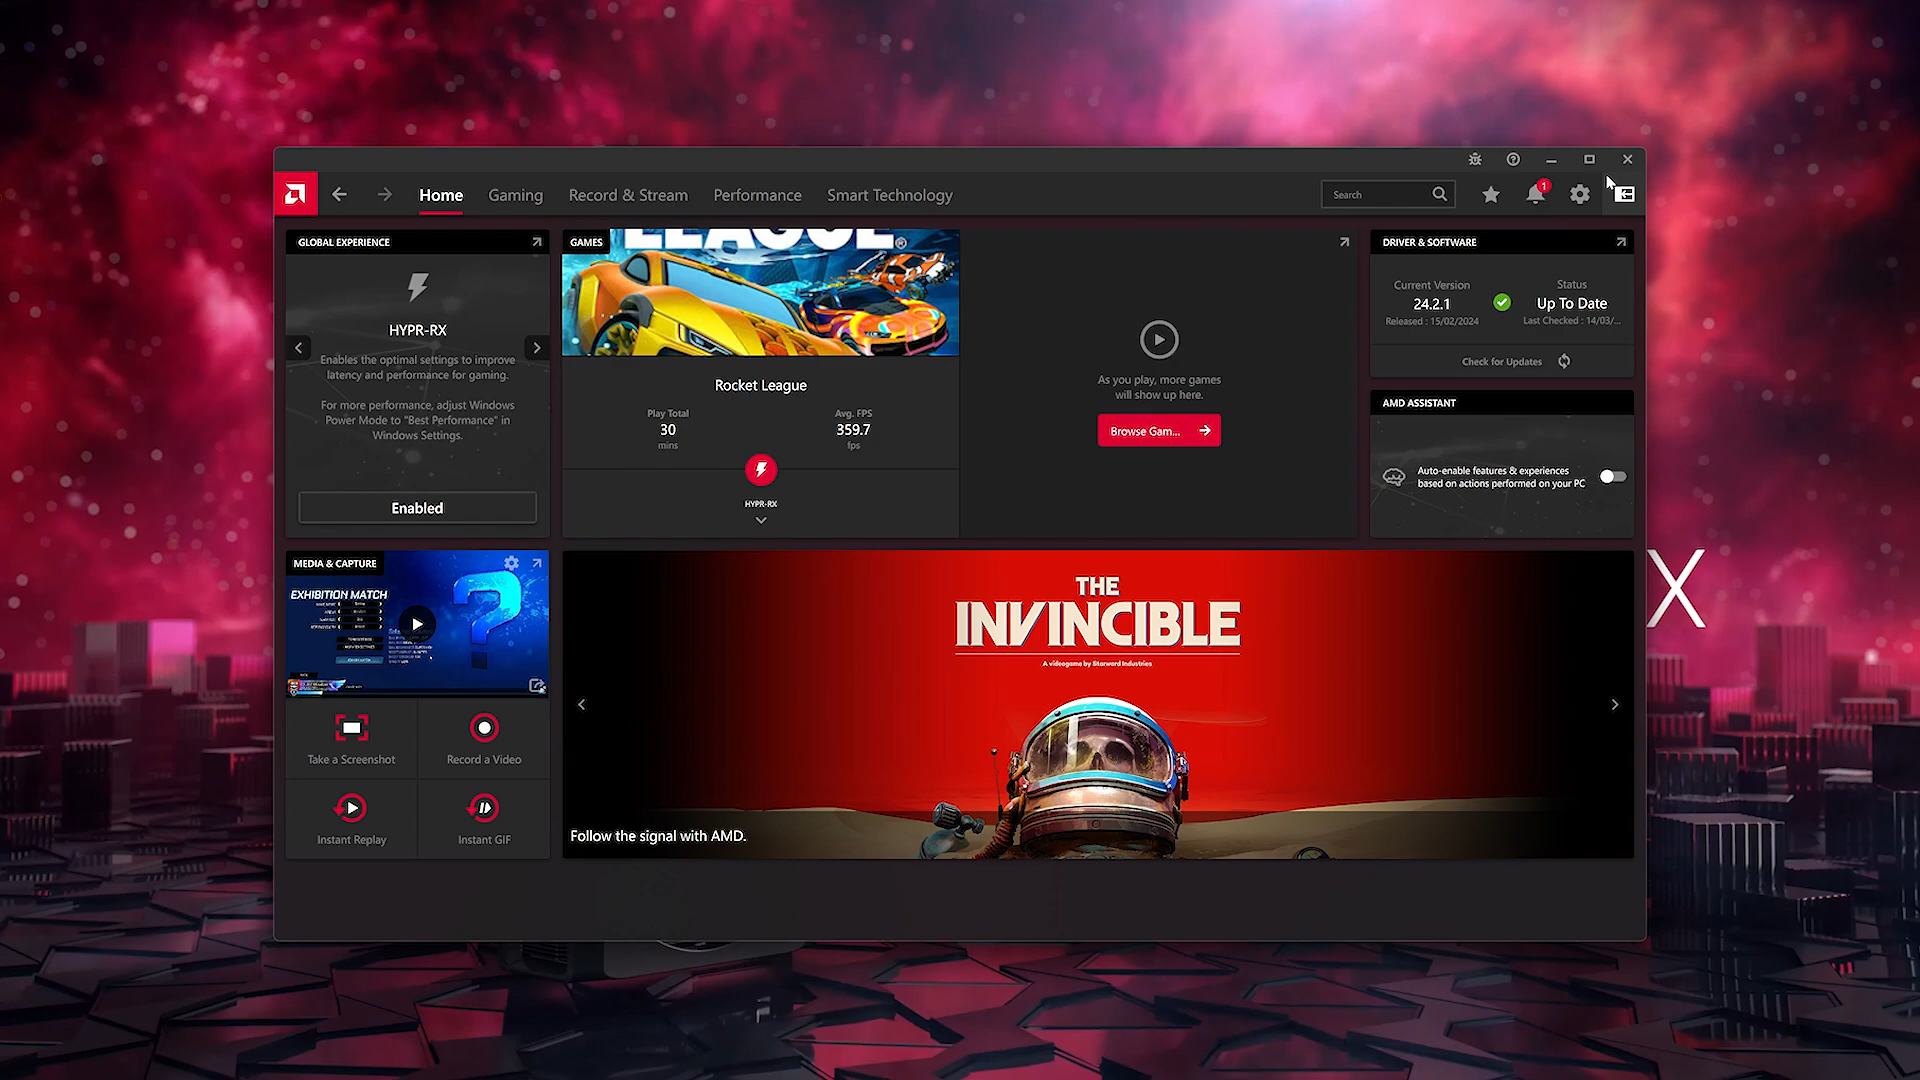 Home
Gaming
Record & Stream
Performance
Smart Technology
Search
1
GLOBAL EXPERIENCE
HYPR-RX
Enables the optimal settings to improve
latency and performance for gaming.
For more performance, adjust Windows
Power Mode to "Best Performance" in
Windows Settings.
Enabled
GAMES
LEAGUE®
Rocket League
Play Total
30
mins
Avg. FPS
359.7
fps
HYPR-RX
As you play, more games
will show up here.
Browse Gam...
DRIVER & SOFTWARE
Current Version
24.2.1
Released : 15/02/2024
Status
Up To Date
Last Checked : 14/03/...
Check for Updates
AMD ASSISTANT
Auto-enable features & experiences
based on actions performed on your PC
MEDIA & CAPTURE
EXHIBITION MATCH
Take a Screenshot
Record a Video
Instant Replay
Instant GIF
THE
INVINCIBLE
A videogame by Starward Industries
Follow the signal with AMD.
X